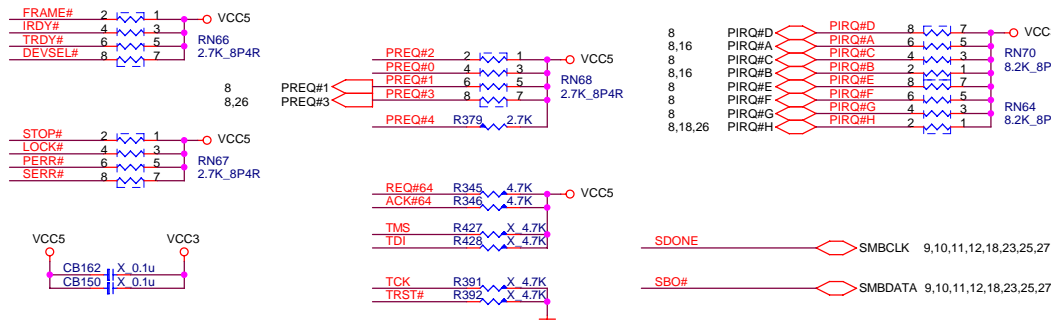 FRAME# 2 1 VCC5
IRDY# 4 3
TRDY# 6 5 RN66
DEVSEL# 8 7 2.7K_8P4R
STOP# 2 1 VCC5
LOCK# 4 3
PERR# 6 5 RN67
SERR# 8 7 2.7K_8P4R
VCC5 VCC3
CB162 X_0.1u
CB150 X_0.1u
PREQ#2 2 1 VCC5
PREQ#0 4 3 RN68
8 PREQ#1 PREQ#1 6 5 2.7K_8P4R
8,26 PREQ#3 PREQ#3 8 7
PREQ#4 R379 2.7K
REQ#64 R345 4.7K VCC5
ACK#64 R346 4.7K
TMS R427 X_4.7K
TDI R428 X_4.7K
TCK R391 X_4.7K
TRST# R392 X_4.7K
8 PIRQ#D PIRQ#D 8 7 VCC
8,16 PIRQ#A PIRQ#A 6 5
8 PIRQ#C PIRQ#C 4 3 RN70
8,16 PIRQ#B PIRQ#B 2 1 8.2K_8P
8 PIRQ#E PIRQ#E 8 7
8 PIRQ#F PIRQ#F 6 5
8 PIRQ#G PIRQ#G 4 3 RN64
8,18,26 PIRQ#H PIRQ#H 2 1 8.2K_8P
SDONE SMBCLK 9,10,11,12,18,23,25,27
SBO# SMBDATA 9,10,11,12,18,23,25,27